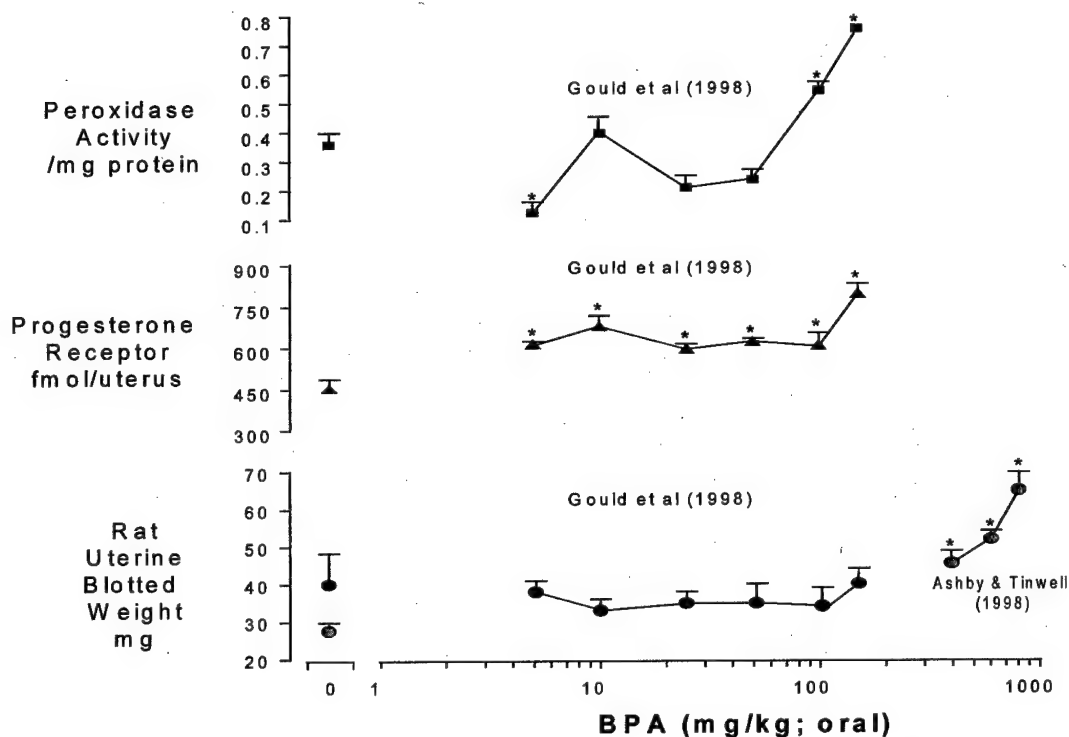 0.8
0.7
0.6
0.5
0.4
0.3
0.2
0.1
Peroxidase
Activity
/mg protein
Gould et al (1998)
*
*
*
900
750
600
450
300
Progesterone
Receptor
fmol/uterus
Gould et al (1998)
*
*
*
*
*
*
70
60
50
40
30
20
Rat
Uterine
Blotted
Weight
mg
Gould et al (1998)
*
*
*
Ashby & Tinwell
(1998)
0 1 10 100 1000
BPA (mg/kg; oral)